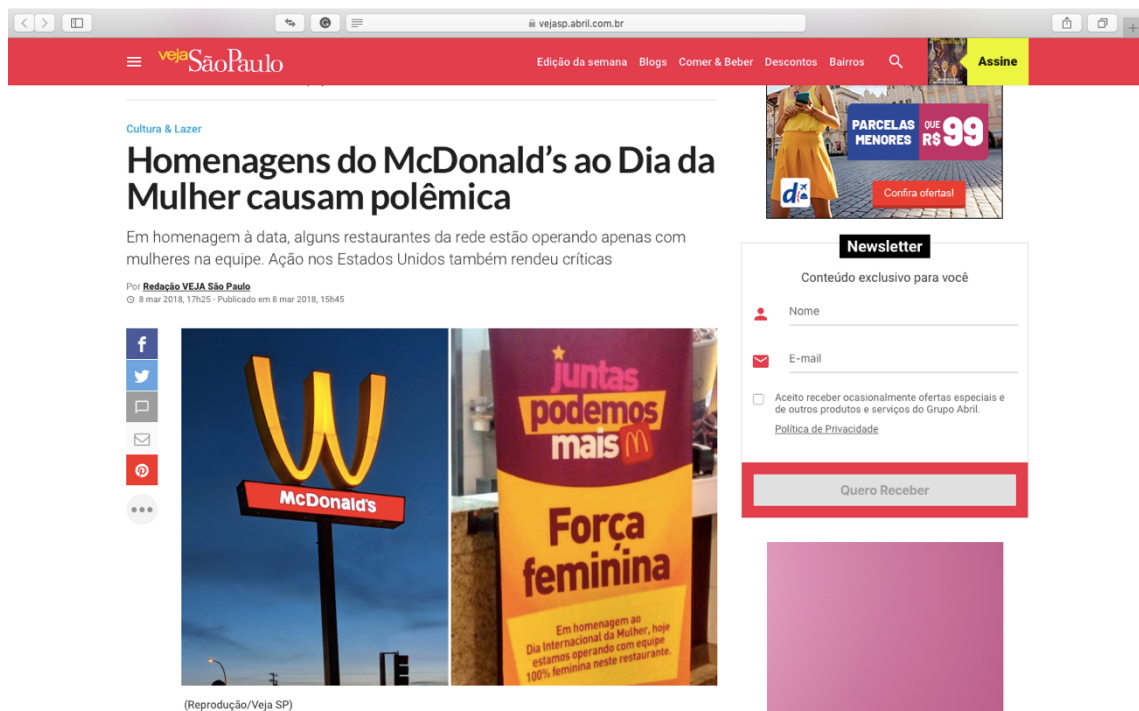 vejasp.abril.com.br
veja São Paulo
Edição da semana Blogs Comer & Beber Descontos Bairros
Assine
Cultura & Lazer
Homenagens do McDonald's ao Dia da
Mulher causam polêmica
Em homenagem à data, alguns restaurantes da rede estão operando apenas com
mulheres na equipe. Ação nos Estados Unidos também rendeu críticas
Por Redação VEJA São Paulo
8 mar 2018, 17h25 - Publicado em 8 mar 2018, 15h45
McDonald's
juntas
podemos
mais
Força
feminina
Em homenagem ao
Dia Internacional da Mulher, hoje
estamos operando com equipe
100% feminina neste restaurante.
(Reprodução/Veja SP)
PARCELAS
MENORES
QUE
R$ 99
Confira ofertas!
Newsletter
Conteúdo exclusivo para você
Nome
E-mail
Aceito receber ocasionalmente ofertas especiais e
de outros produtos e serviços do Grupo Abril.
Política de Privacidade
Quero Receber